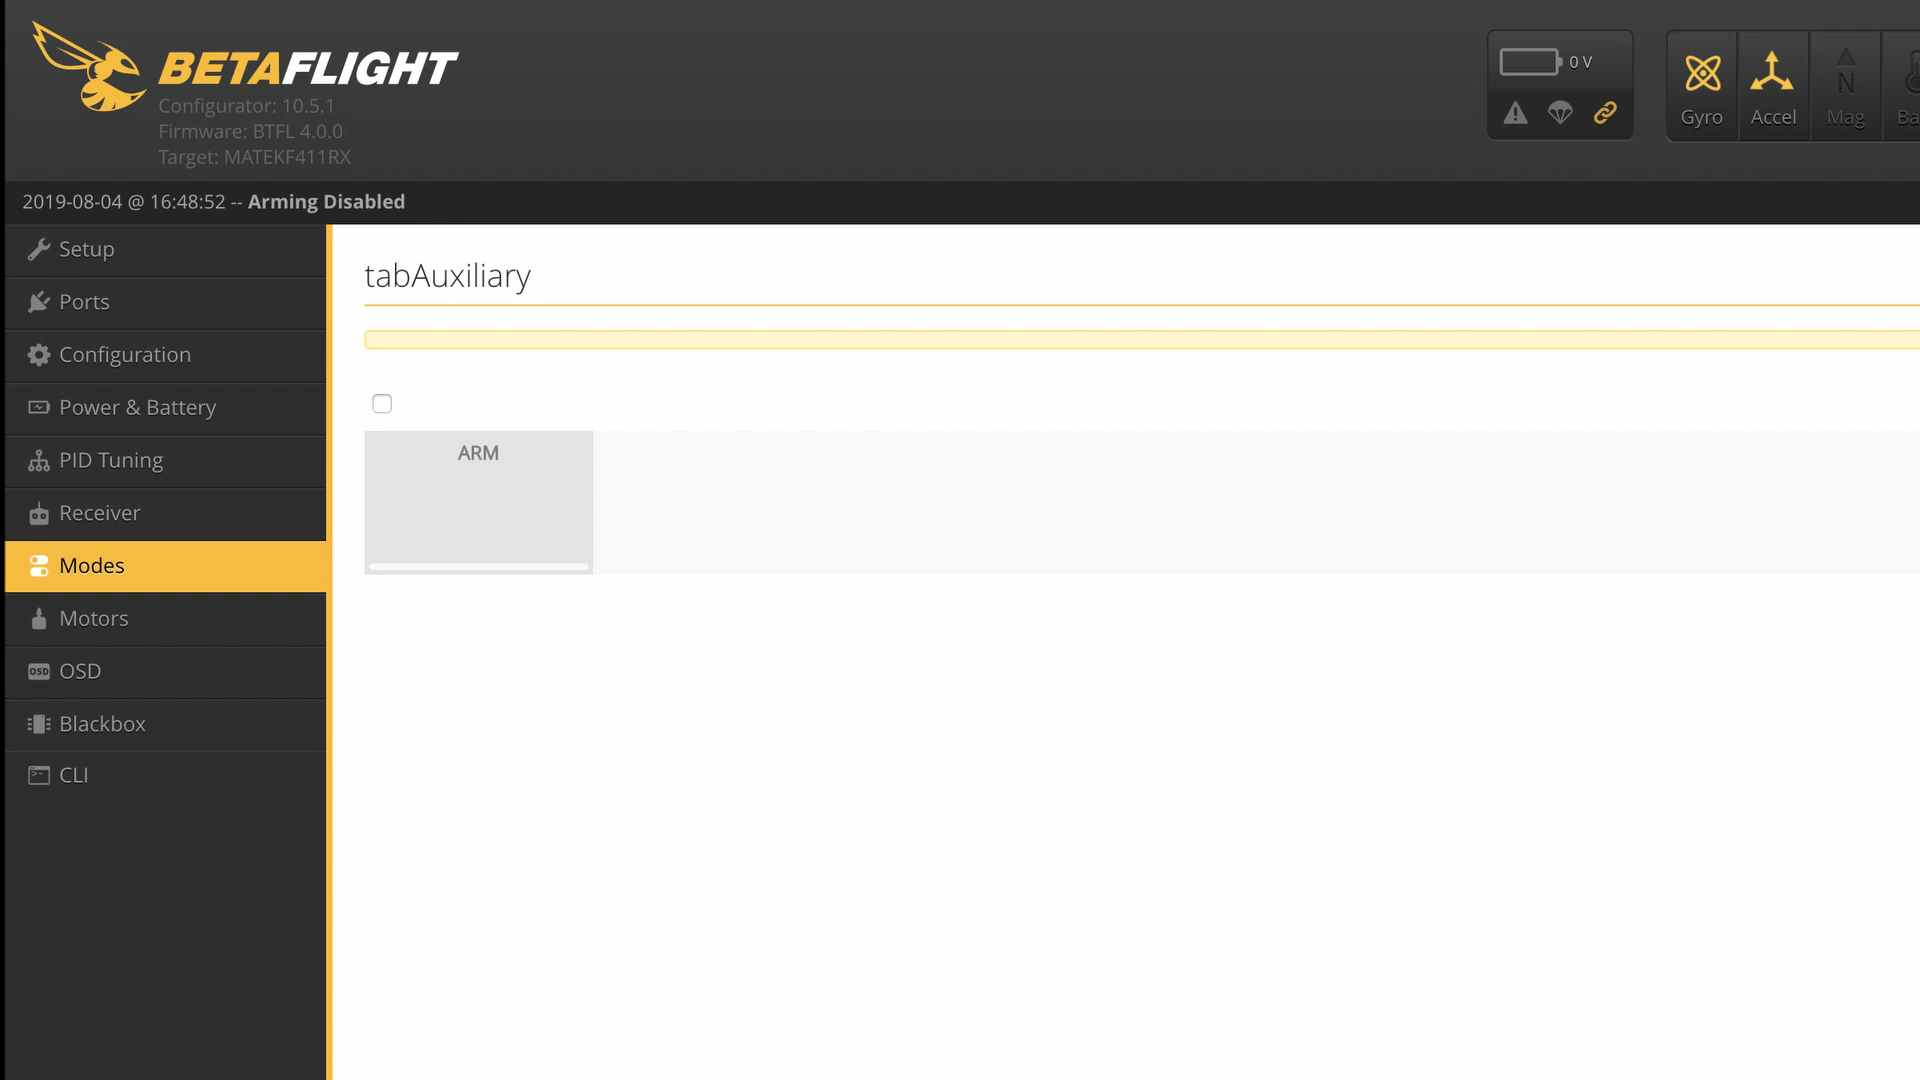 BETAFLIGHT
Configurator: 10.5.1
Firmware: BTFL 4.0.0
Target: MATEKF411RX
0 V
Gyro
Accel
N
Mag
Ba
2019-08-04 @ 16:48:52 -- Arming Disabled
Setup
Ports
Configuration
Power & Battery
PID Tuning
Receiver
Modes
Motors
OSD OSD
Blackbox
CLI
tabAuxiliary
ARM